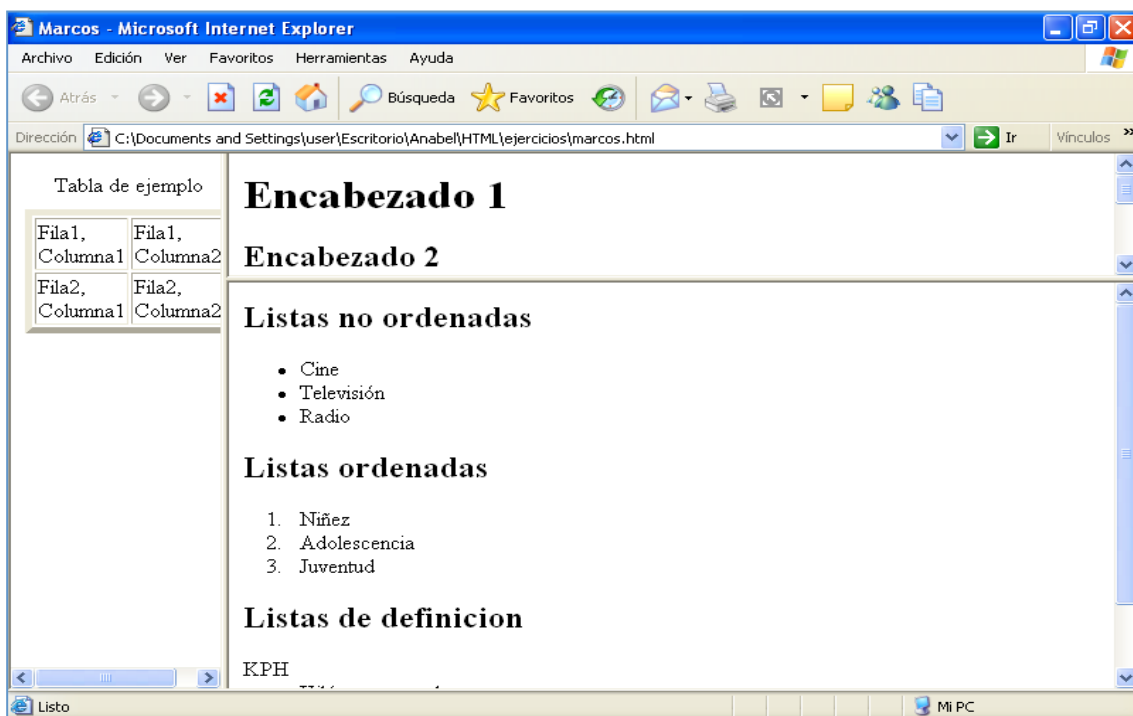 Marcos - Microsoft Internet Explorer
Archivo Edición Ver Favoritos Herramientas Ayuda
Atrás Búsqueda Favoritos
Dirección C:\Documents and Settings\user\Escritorio\Anabel\HTML\ejercicios\marcos.html Ir Vínculos »
Tabla de ejemplo
Fila1, Fila1,
Columna1 Columna2
Fila2, Fila2,
Columna1 Columna2
Encabezado 1
Encabezado 2
Listas no ordenadas
• Cine
• Televisión
• Radio
Listas ordenadas
1. Niñez
2. Adolescencia
3. Juventud
Listas de definicion
KPH
Listo Mi PC